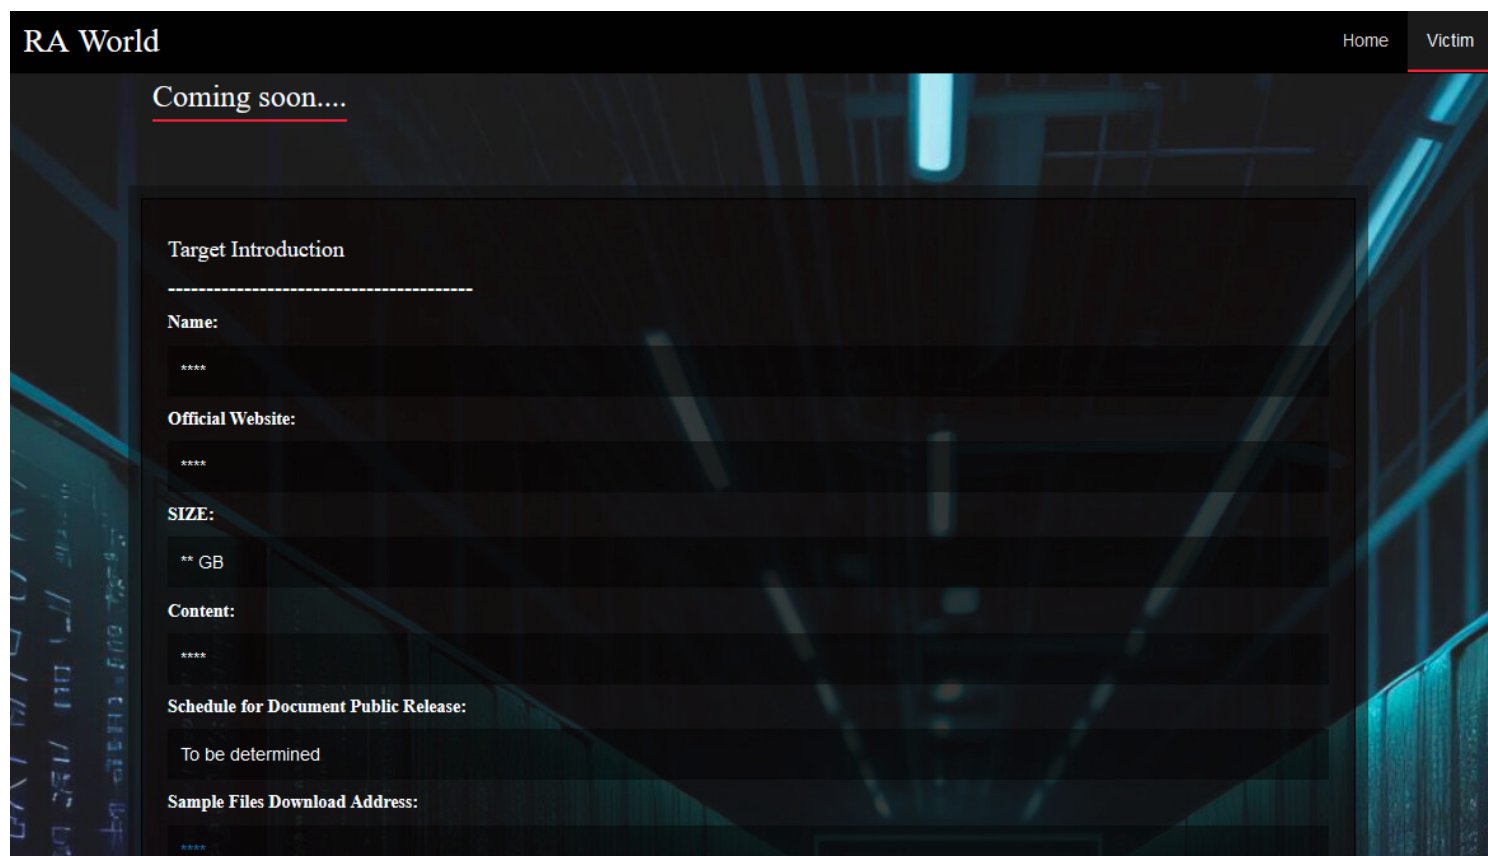 RA World
Home
Victim
Coming soon....
Target Introduction
----------------------------------------
Name:
****
Official Website:
****
SIZE:
** GB
Content:
****
Schedule for Document Public Release:
To be determined
Sample Files Download Address:
****